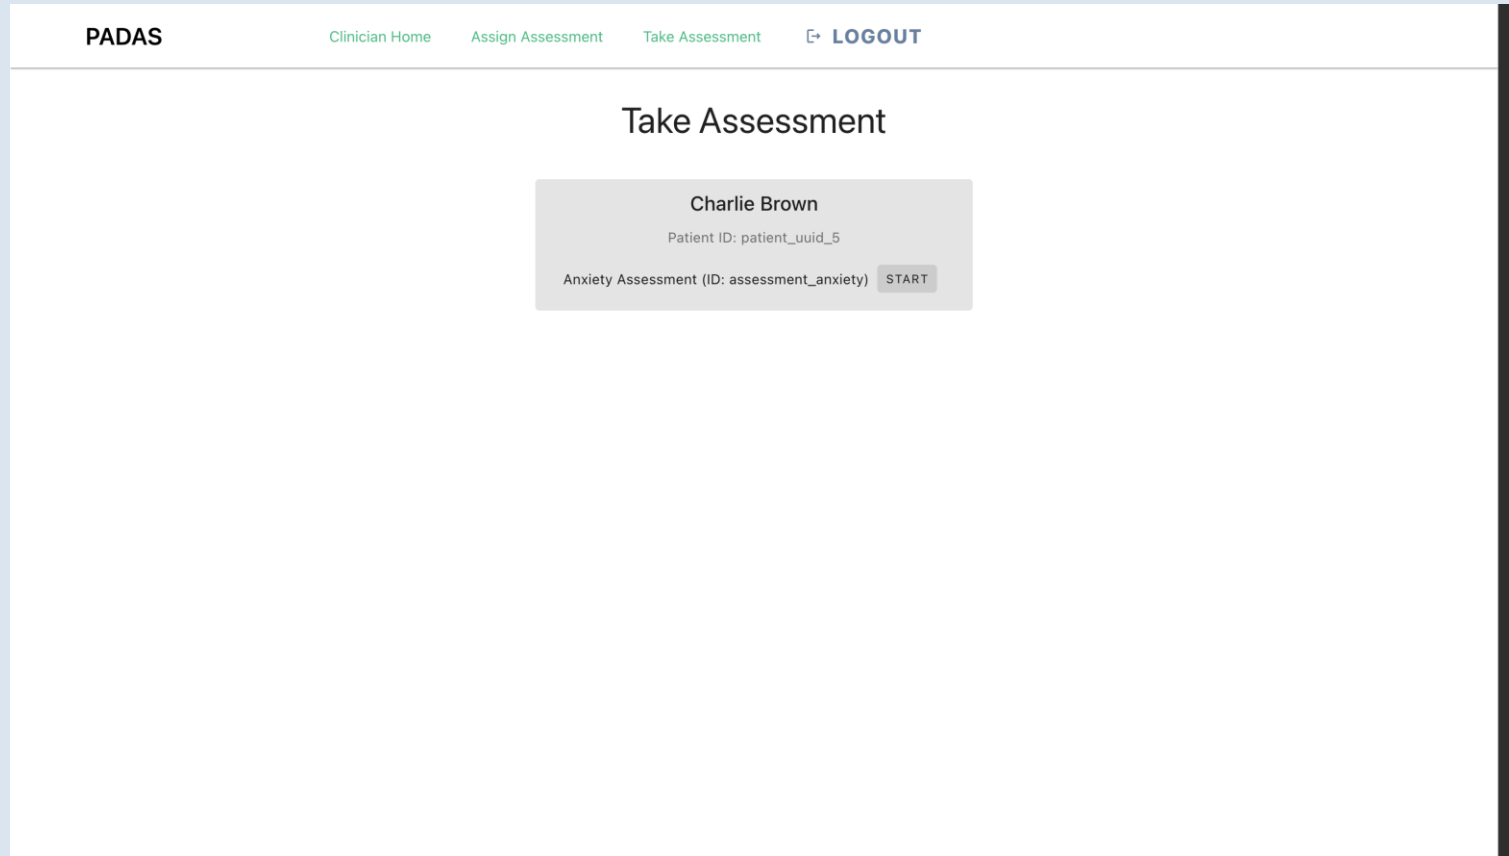 PADAS Clinician Home Assign Assessment Take Assessment LOGOUT
Take Assessment
Charlie Brown
Patient ID: patient_uuid_5
Anxiety Assessment (ID: assessment_anxiety) START